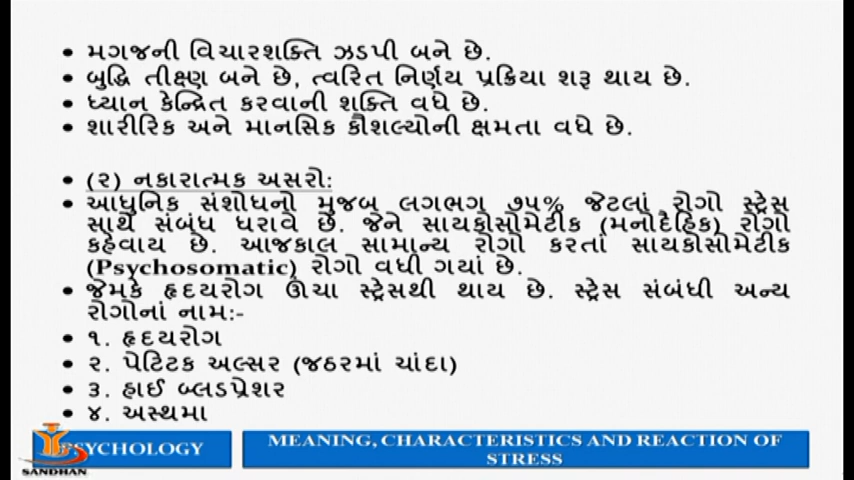 • મગજની વિચારશક્તિ ઝડપી બને છે.
• બુદ્ધિ તીક્ષ્ણ બને છે, ત્વરિત નિર્ણય પ્રક્રિયા શરૂ થાય છે.
• ધ્યાન કેન્દ્રિત કરવાની શક્તિ વધે છે.
• શારીરિક અને માનસિક કૌશલ્યોની ક્ષમતા વધે છે.
• (૨) નકારાત્મક અસરો:
• આધુનિક સંશોધનો મુજબ લગભગ ૭૫% જેટલાં રોગો સ્ટ્રેસ
સાથે સંબંધ ધરાવે છે. જેને સાયકોસોમેટીક (મનોદૈહિક) રોગો
કહેવાય છે. આજકાલ સામાન્ય રોગો કરતાં સાયકોસોમેટીક
(Psychosomatic) રોગો વધી ગયાં છે.
• જેમકે હૃદયરોગ ઊંચા સ્ટ્રેસથી થાય છે. સ્ટ્રેસ સંબંધી અન્ય
રોગોનાં નામ:-
• ૧. હૃદયરોગ
• ૨. પેટિટક અલ્સર (જઠરમાં ચાંદા)
• ૩. હાઈ બ્લડપ્રેશર
• ૪. અસ્થમા
PSYCHOLOGY
SANDHAN
MEANING, CHARACTERISTICS AND REACTION OF
STRESS